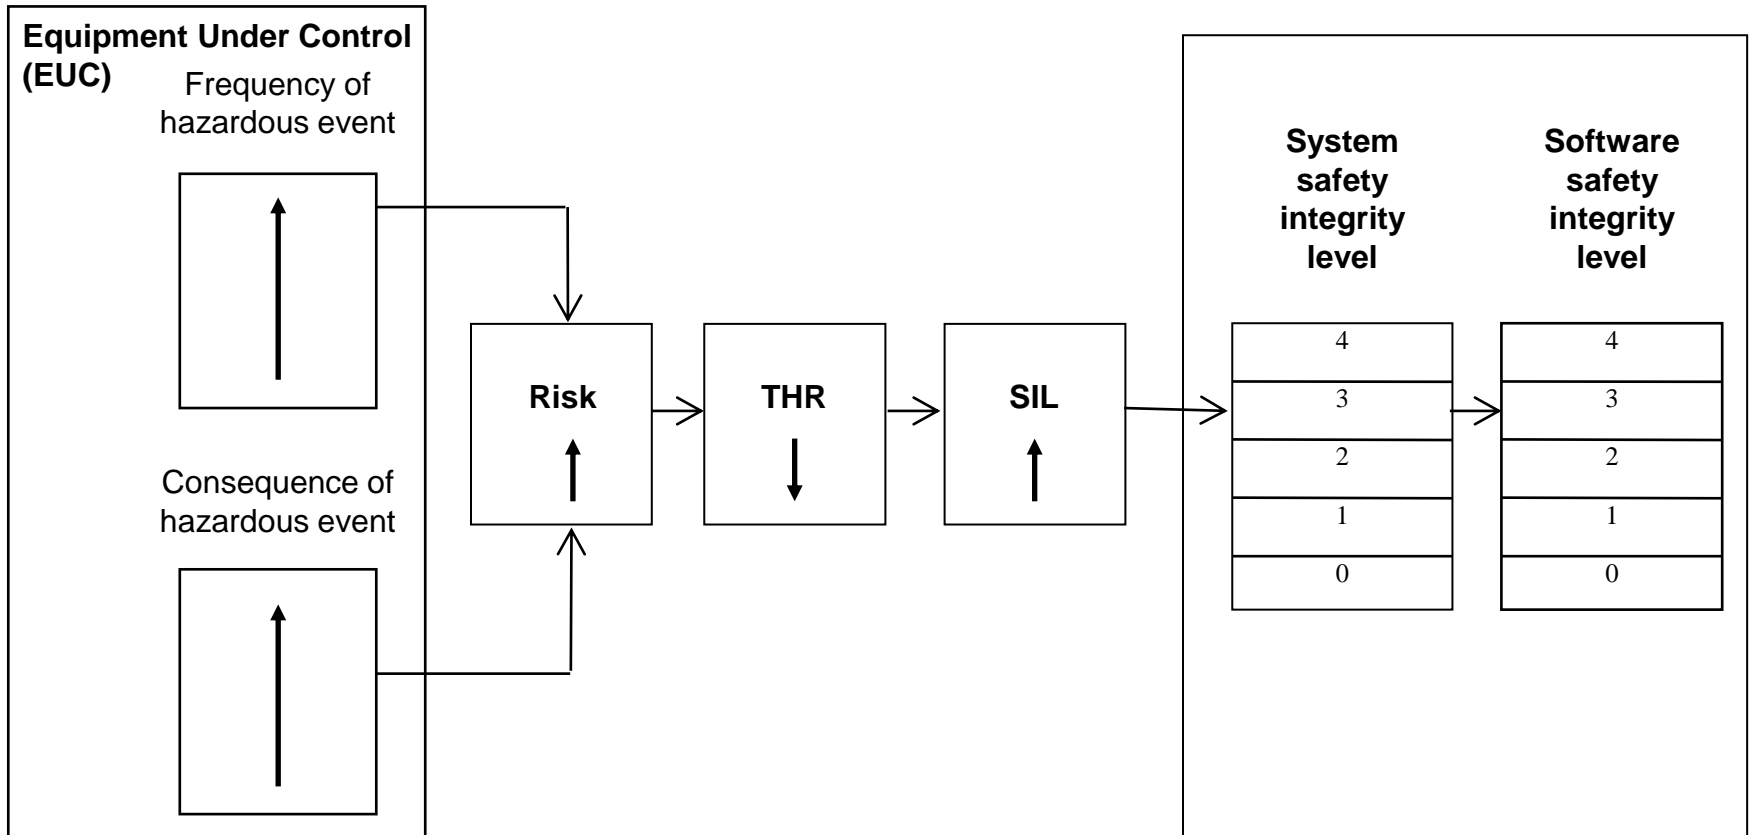 Equipment Under Control
(EUC)
Frequency of
hazardous event
Consequence of
hazardous event
Risk
THR
SIL
System
safety
integrity
level
4
3
2
1
0
Software
safety
integrity
level
4
3
2
1
0